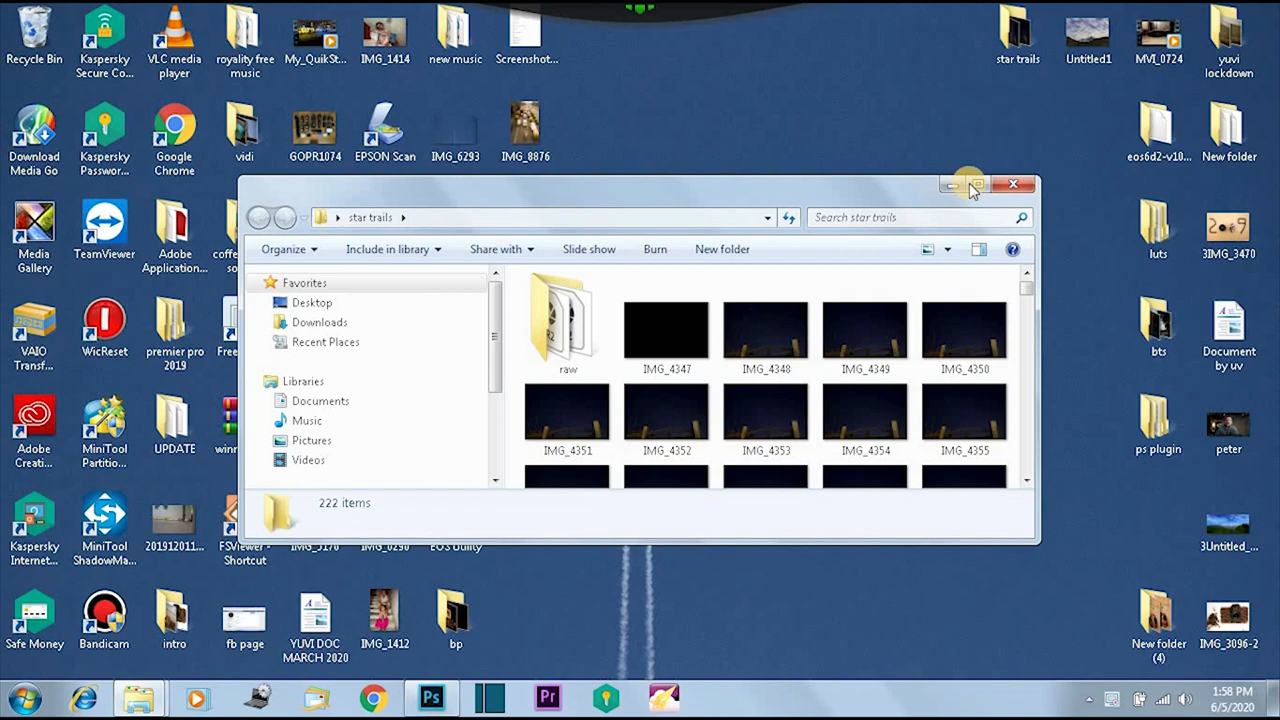 Recycle Bin
Kaspersky
Secure Co...
VLC media
player
royality free
music
My_QuikSt...
IMG_1414
new music
Screenshot...
star trails
Untitled1
MVI_0724
yuvi
lockdown
Download
Media Go
Kaspersky
Passwor...
Google
Chrome
vidi
GOPR1074
EPSON Scan
IMG_6293
IMG_8876
eos6d2-v10...
New folder
star trails
Search star trails
Organize
Include in library
Share with
Slide show
Burn
New folder
Favorites
Desktop
Downloads
Recent Places
Libraries
Documents
Music
Pictures
Videos
raw
IMG_4347
IMG_4348
IMG_4349
IMG_4350
IMG_4351
IMG_4352
IMG_4353
IMG_4354
IMG_4355
222 items
Media
Gallery
TeamViewer
Adobe
Application...
luts
3IMG_3470
VAIO
Transf...
WicReset
premier pro
2019
Free
bts
Document
by uv
Adobe
Creati...
MiniTool
Partitio...
UPDATE
winr
ps plugin
peter
Kaspersky
Internet...
MiniTool
ShadowMa...
201912011...
FSViewer -
Shortcut
EOS Utility
3Untitled_...
Safe Money
Bandicam
intro
fb page
YUVI DOC
MARCH 2020
IMG_1412
bp
New folder
(4)
IMG_3096-2
Ps
Pr
1:58 PM
6/5/2020